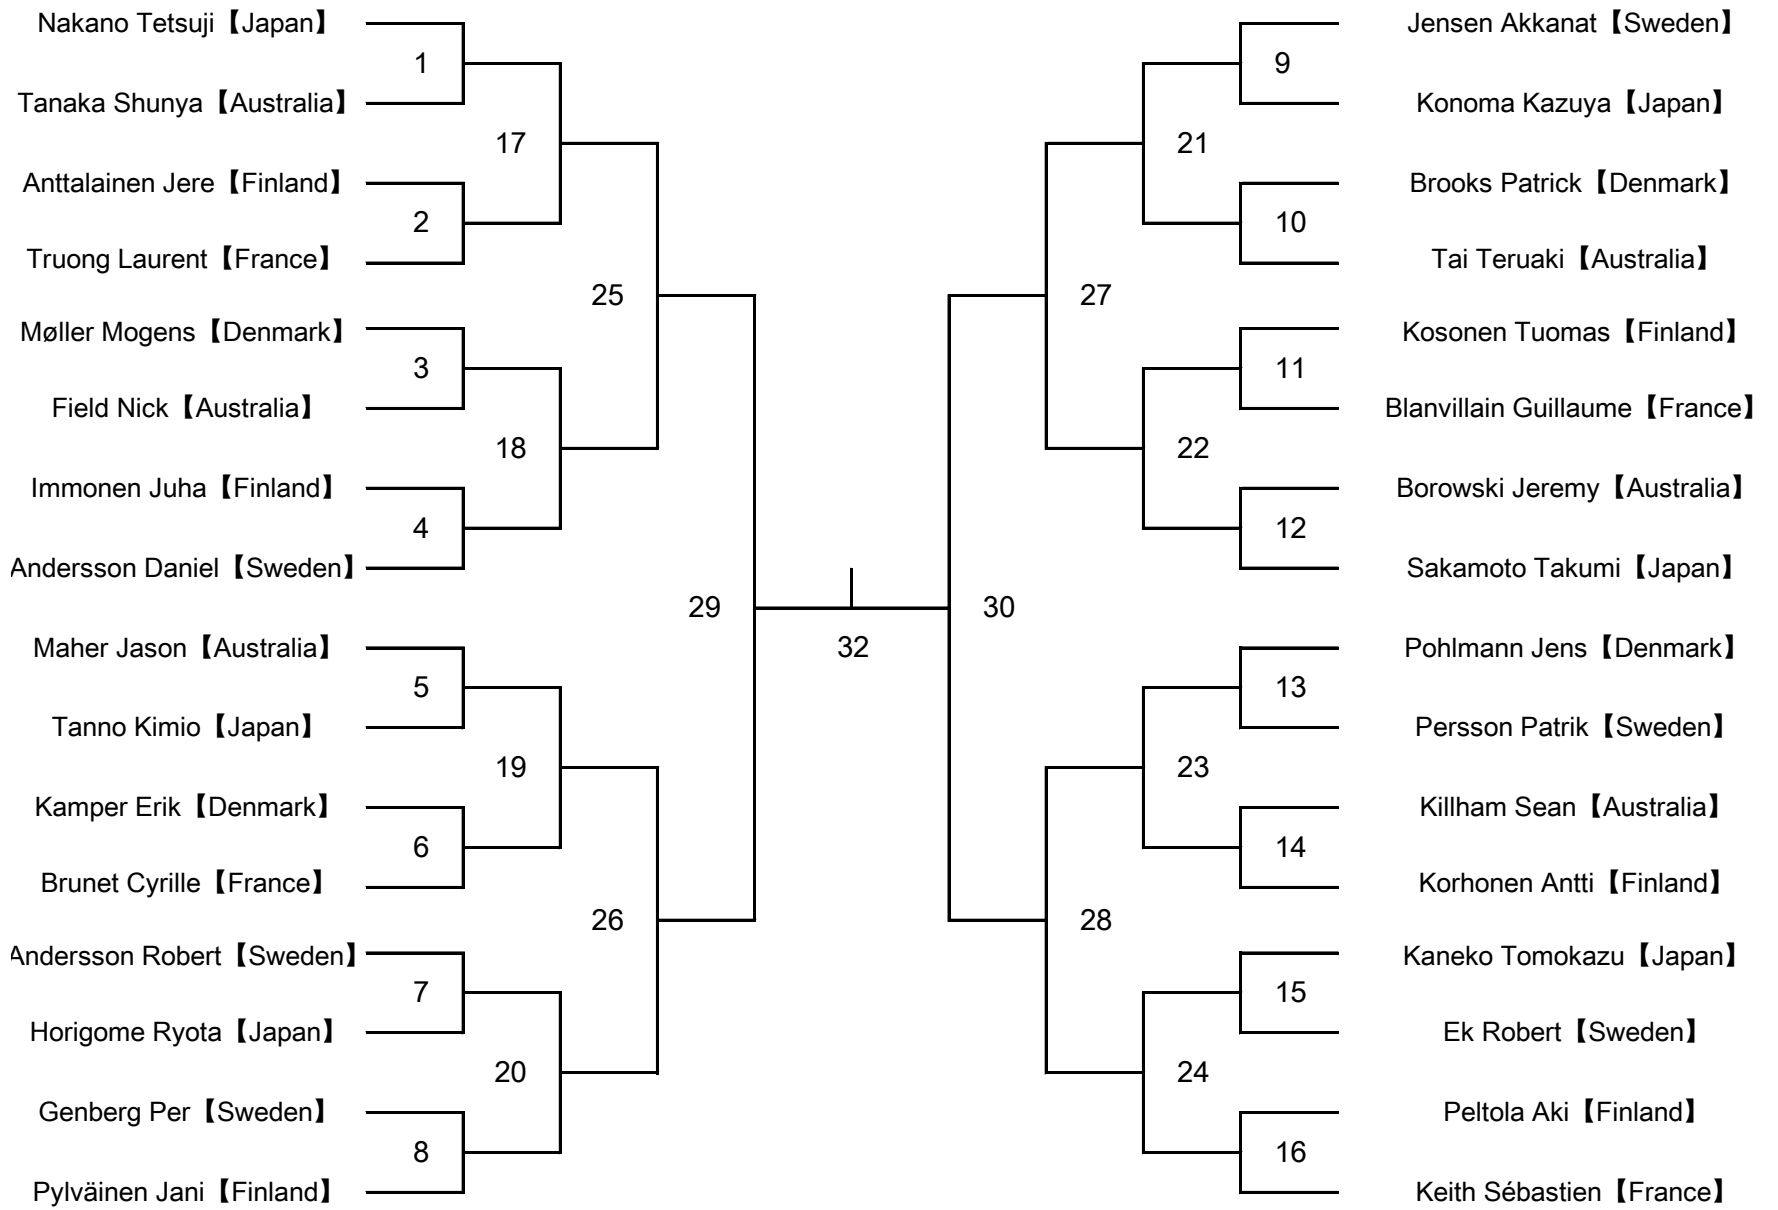 Nakano Tetsuji【Japan】
1
Tanaka Shunya【Australia】
17
Anttalainen Jere【Finland】
2
Truong Laurent【France】
25
Møller Mogens【Denmark】
3
Field Nick【Australia】
18
Immonen Juha【Finland】
4
Andersson Daniel【Sweden】
29
Maher Jason【Australia】
5
Tanno Kimio【Japan】
19
Kamper Erik【Denmark】
6
Brunet Cyrille【France】
26
Andersson Robert【Sweden】
7
Horigome Ryota【Japan】
20
Genberg Per【Sweden】
8
Pylväinen Jani【Finland】
32
Jensen Akkanat【Sweden】
9
Konoma Kazuya【Japan】
21
Brooks Patrick【Denmark】
10
Tai Teruaki【Australia】
27
Kosonen Tuomas【Finland】
11
Blanvillain Guillaume【France】
22
Borowski Jeremy【Australia】
12
Sakamoto Takumi【Japan】
30
Pohlmann Jens【Denmark】
13
Persson Patrik【Sweden】
23
Killham Sean【Australia】
14
Korhonen Antti【Finland】
28
Kaneko Tomokazu【Japan】
15
Ek Robert【Sweden】
24
Peltola Aki【Finland】
16
Keith Sébastien【France】